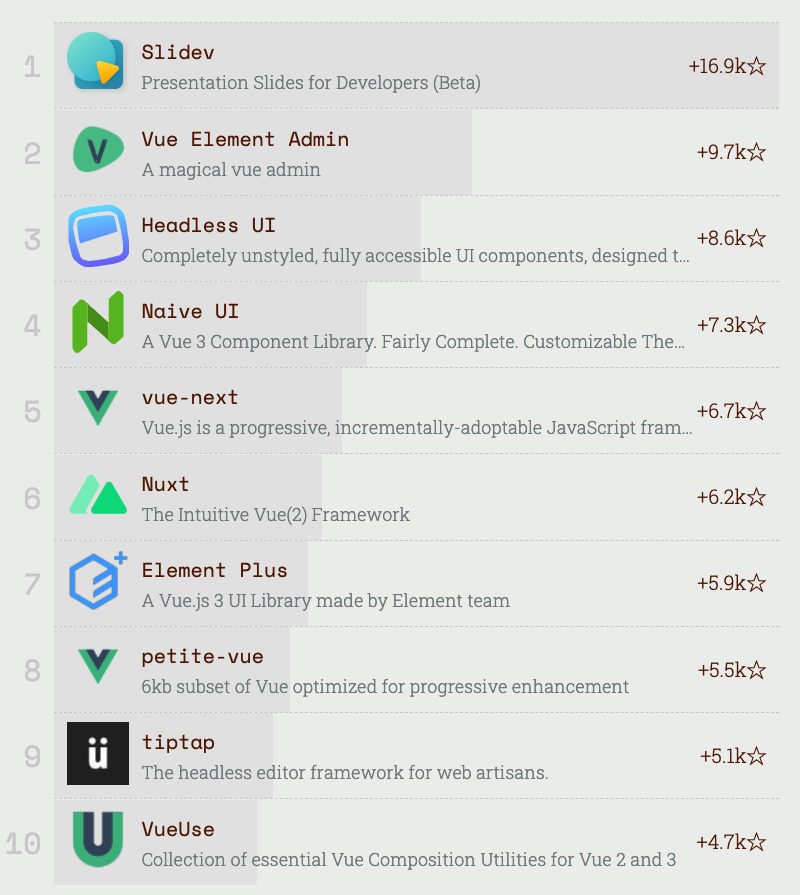 1
Slidev
Presentation Slides for Developers (Beta)
+16.9k☆
2
Vue Element Admin
A magical vue admin
+9.7k☆
3
Headless UI
Completely unstyled, fully accessible UI components, designed t...
+8.6k☆
4
Naive UI
A Vue 3 Component Library. Fairly Complete. Customizable The...
+7.3k☆
5
vue-next
Vue.js is a progressive, incrementally-adoptable JavaScript fram...
+6.7k☆
6
Nuxt
The Intuitive Vue(2) Framework
+6.2k☆
7
Element Plus
A Vue.js 3 UI Library made by Element team
+5.9k☆
8
petite-vue
6kb subset of Vue optimized for progressive enhancement
+5.5k☆
9
ü
tiptap
The headless editor framework for web artisans.
+5.1k☆
10
VueUse
Collection of essential Vue Composition Utilities for Vue 2 and 3
+4.7k☆